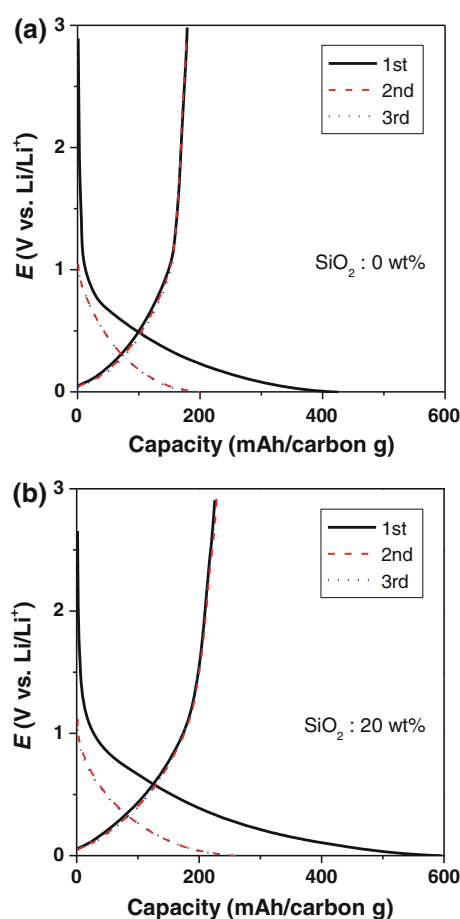 (a)
3
2
1
0
E (V vs. Li/Li⁺)
1st
2nd
3rd
SiO₂ : 0 wt%
0 200 400 600
Capacity (mAh/carbon g)
(b)
3
2
1
0
E (V vs. Li/Li⁺)
1st
2nd
3rd
SiO₂ : 20 wt%
0 200 400 600
Capacity (mAh/carbon g)